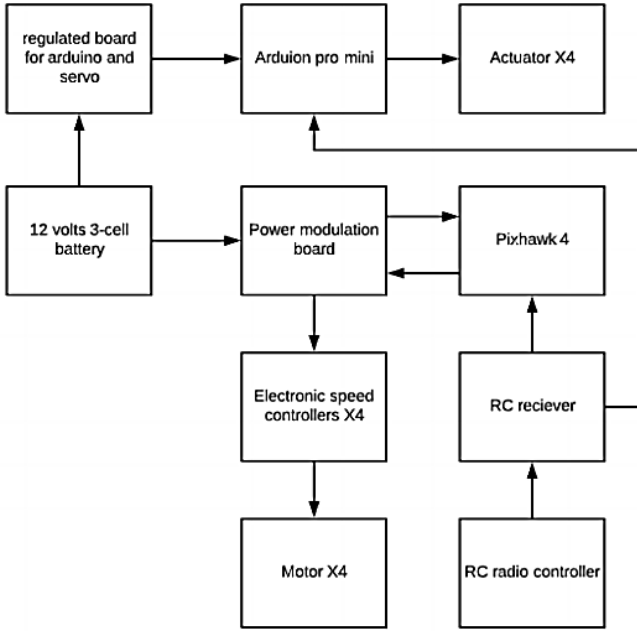 regulated board
for arduino and
servo
Arduion pro mini
Actuator X4
12 volts 3-cell
battery
Power modulation
board
Pixhawk 4
Electronic speed
controllers X4
RC reciever
Motor X4
RC radio controller